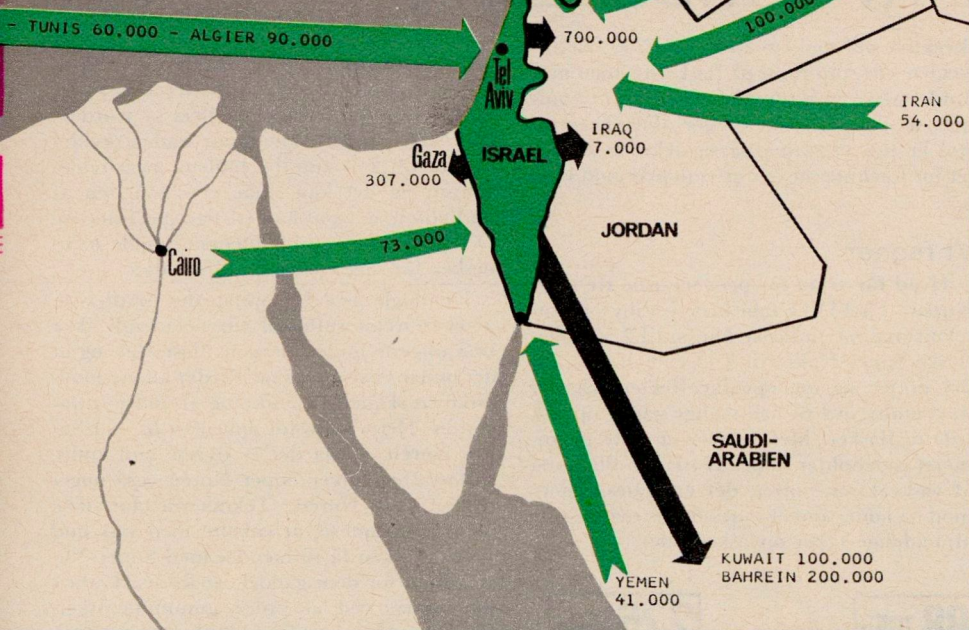 - TUNIS 60.000 - ALGIER 90.000
700.000
100.000
Tel
Aviv
IRAN
54.000
IRAQ
7.000
Gaza
307.000
ISRAEL
JORDAN
73.000
Cairo
SAUDI-
ARABIEN
KUWAIT 100.000
BAHREIN 200.000
YEMEN
41.000